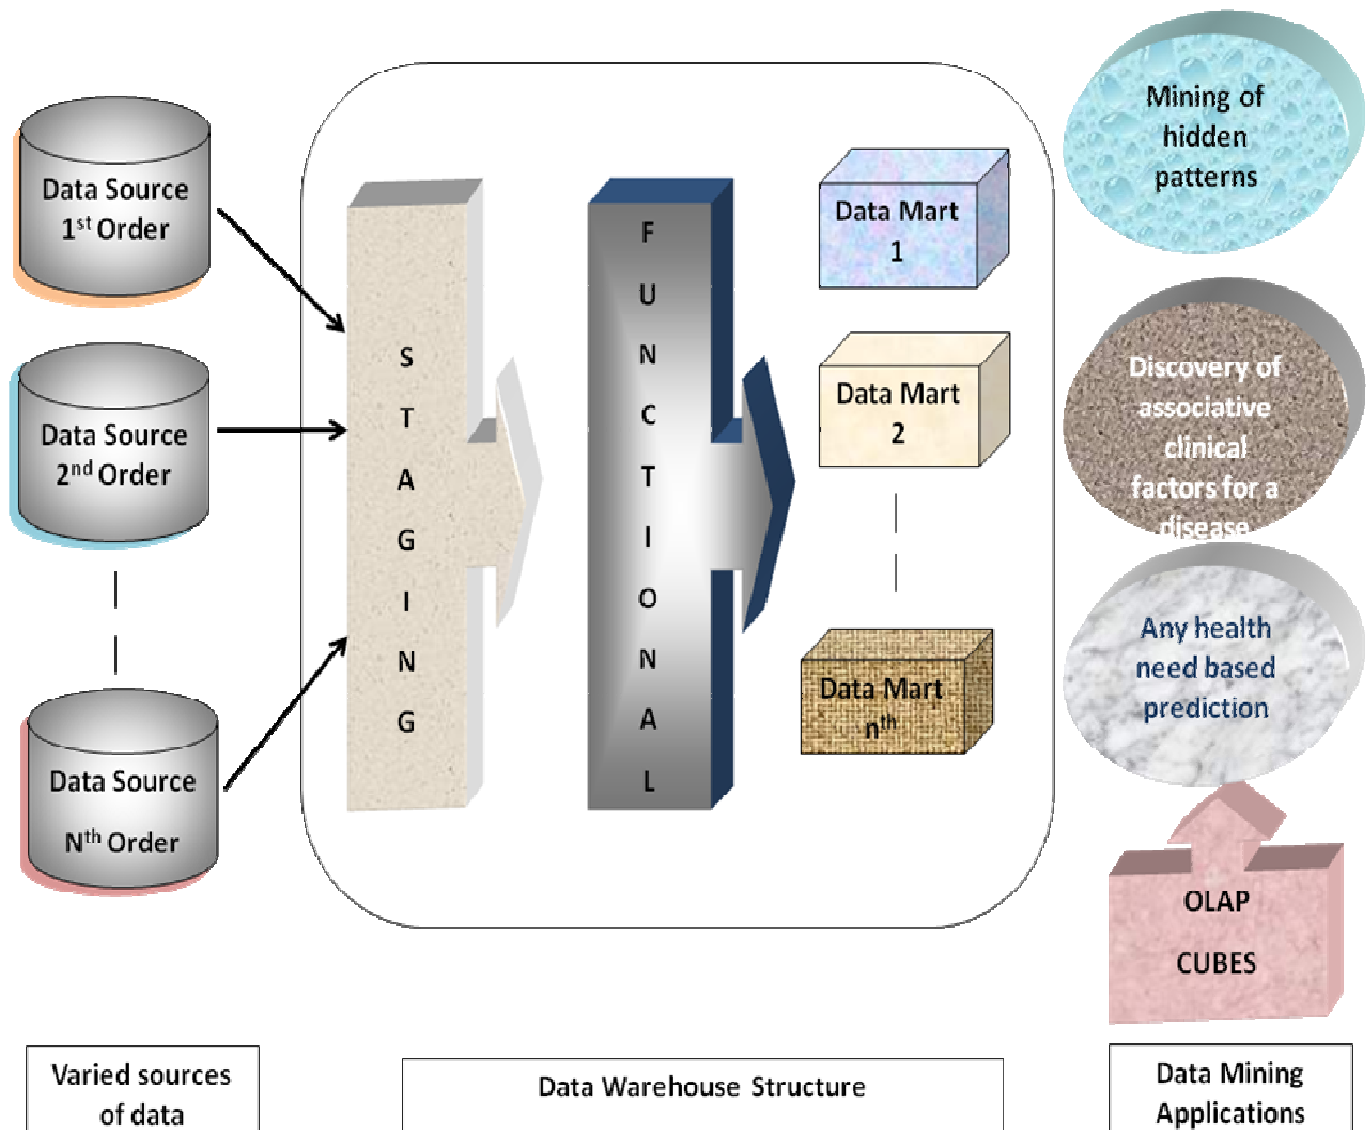 Data Source
1st Order
Data Source
2nd Order
Data Source
Nth Order
STAGING
FUNCTIONAL
Data Mart
1
Data Mart
2
Data Mart
nth
Mining of
hidden
patterns
Discovery of
associative
clinical
factors for a
disease
Any health
need based
prediction
OLAP
CUBES
Varied sources
of data
Data Warehouse Structure
Data Mining
Applications